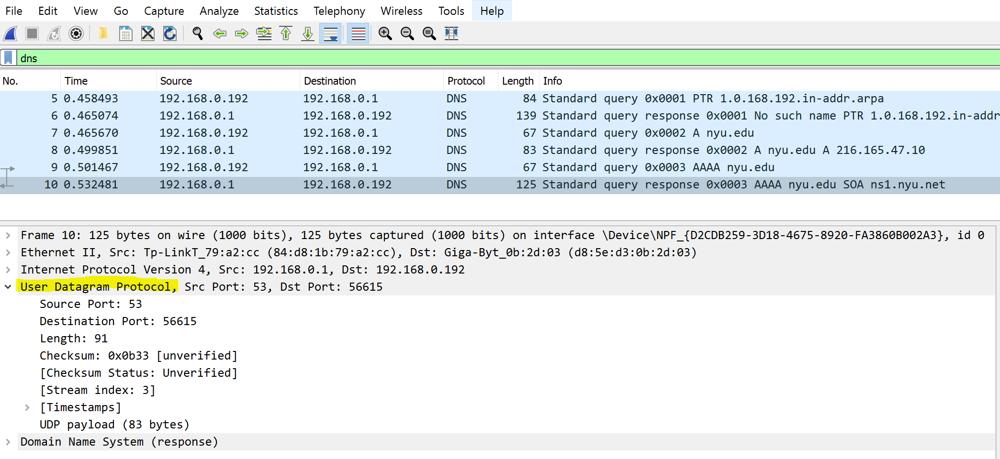 File Edit View Go Capture Analyze Statistics Telephony Wireless Tools Help
dns
No. Time Source Destination Protocol Length Info
5 0.458493 192.168.0.192 192.168.0.1 DNS 84 Standard query 0x0001 PTR 1.0.168.192.in-addr.arpa
6 0.465074 192.168.0.1 192.168.0.192 DNS 139 Standard query response 0x0001 No such name PTR 1.0.168.192.in-addr
7 0.465670 192.168.0.192 192.168.0.1 DNS 67 Standard query 0x0002 A nyu.edu
8 0.499851 192.168.0.1 192.168.0.192 DNS 83 Standard query response 0x0002 A nyu.edu A 216.165.47.10
9 0.501467 192.168.0.192 192.168.0.1 DNS 67 Standard query 0x0003 AAAA nyu.edu
10 0.532481 192.168.0.1 192.168.0.192 DNS 125 Standard query response 0x0003 AAAA nyu.edu SOA ns1.nyu.net
Frame 10: 125 bytes on wire (1000 bits), 125 bytes captured (1000 bits) on interface \Device\NPF_{D2CDB259-3D18-4675-8920-FA3860B002A3}, id 0
Ethernet II, Src: Tp-LinkT_79:a2:cc (84:d8:1b:79:a2:cc), Dst: Giga-Byt_0b:2d:03 (d8:5e:d3:0b:2d:03)
Internet Protocol Version 4, Src: 192.168.0.1, Dst: 192.168.0.192
User Datagram Protocol, Src Port: 53, Dst Port: 56615
Source Port: 53
Destination Port: 56615
Length: 91
Checksum: 0x0b33 [unverified]
[Checksum Status: Unverified]
[Stream index: 3]
[Timestamps]
UDP payload (83 bytes)
Domain Name System (response)